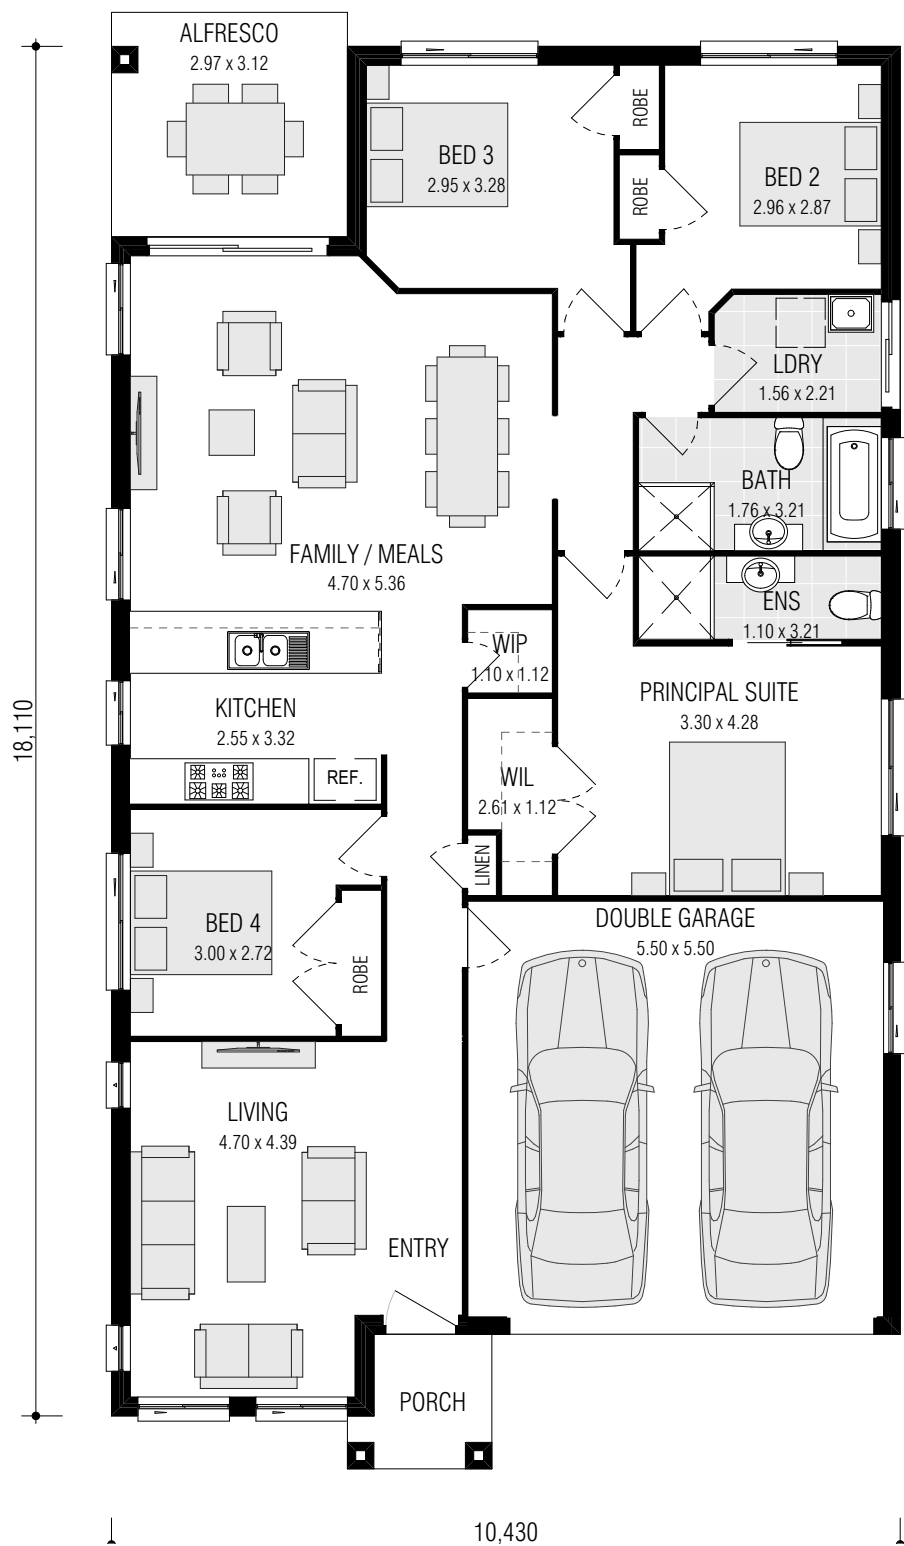 ALFRESCO
2.97 x 3.12
BED 3
2.95 x 3.28
ROBE
ROBE
BED 2
2.96 x 2.87
LDRY
1.56 x 2.21
BATH
1.76 x 3.21
FAMILY / MEALS
4.70 x 5.36
ENS
1.10 x 3.21
WIP
1.10 x 1.12
PRINCIPAL SUITE
3.30 x 4.28
KITCHEN
2.55 x 3.32
18,110
REF.
WIL
2.61 x 1.12
LINEN
BED 4
3.00 x 2.72
ROBE
DOUBLE GARAGE
5.50 x 5.50
LIVING
4.70 x 4.39
ENTRY
PORCH
10,430